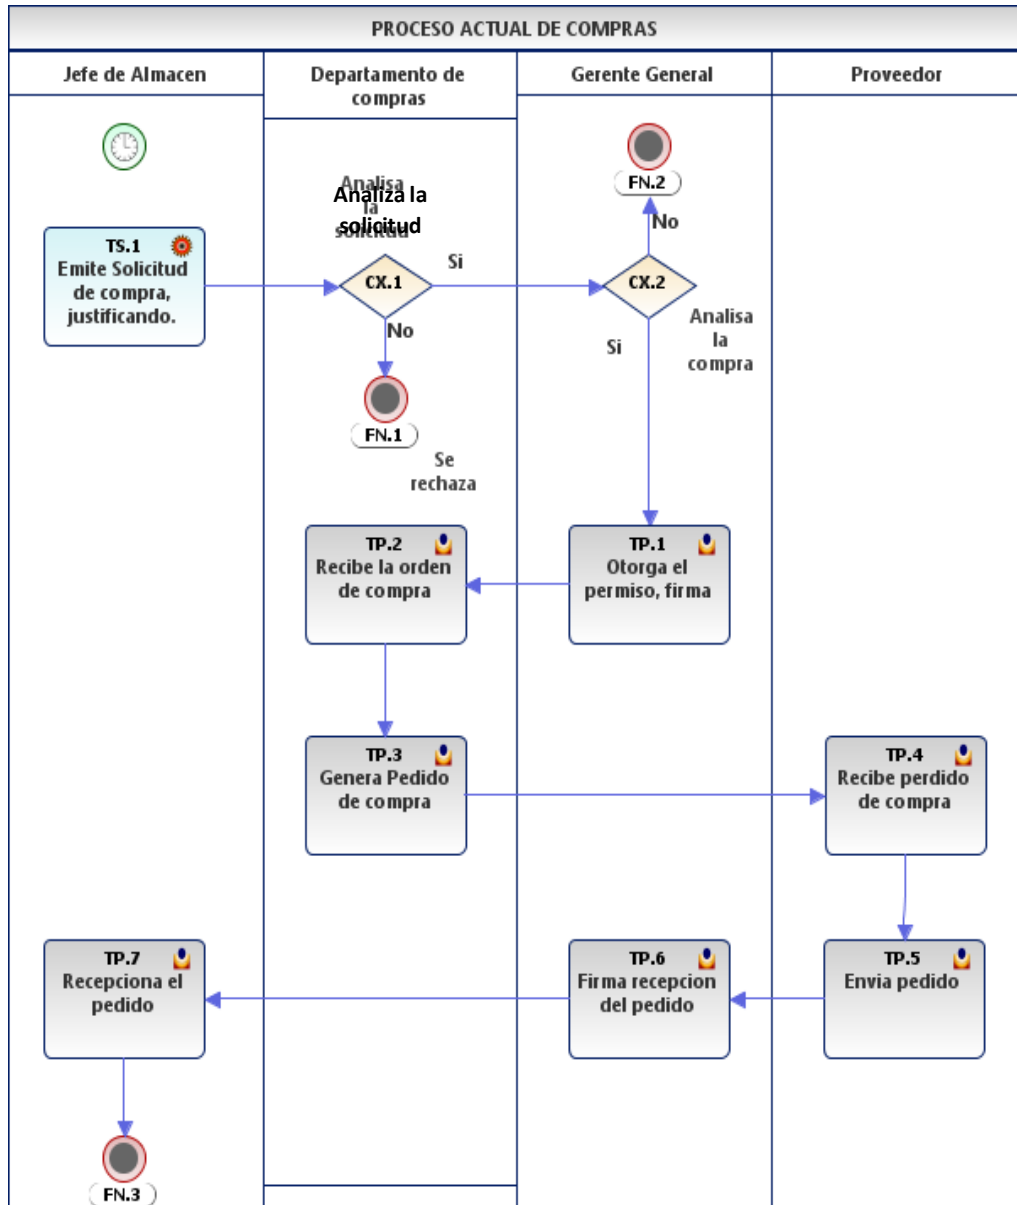 PROCESO ACTUAL DE COMPRAS
Jefe de Almacen
Departamento de
compras
Gerente General
Proveedor
FN.2
No
Analisa
la
solicitud
Analiza la
solicitud
TS.1
Emite Solicitud
de compra,
justificando.
CX.1
Si
No
CX.2
Si
Analisa
la
compra
FN.1
Se
rechaza
TP.2
Recibe la orden
de compra
TP.1
Otorga el
permiso, firma
TP.3
Genera Pedido
de compra
TP.4
Recibe perdido
de compra
TP.7
Recepciona el
pedido
TP.6
Firma recepcion
del pedido
TP.5
Envia pedido
FN.3